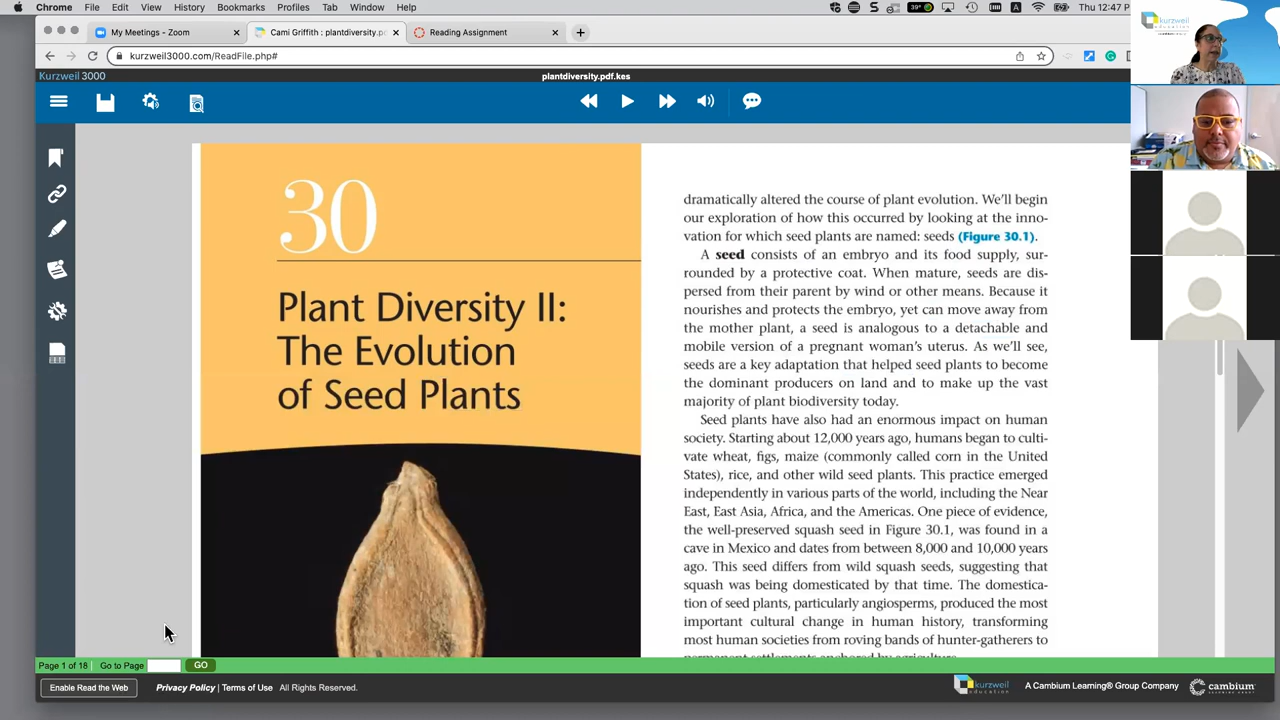 Chrome File Edit View History Bookmarks Profiles Tab Window Help 39° A Thu 12:47 P
My Meetings - Zoom
Cami Griffith : plantdiversity.pd
Reading Assignment
kurzweil3000.com/ReadFile.php#
Kurzweil 3000
plantdiversity.pdf.kes
kurzweil
education
30
Plant Diversity II:
The Evolution
of Seed Plants
dramatically altered the course of plant evolution. We'll begin
our exploration of how this occurred by looking at the inno-
vation for which seed plants are named: seeds (Figure 30.1).
A seed consists of an embryo and its food supply, sur-
rounded by a protective coat. When mature, seeds are dis-
persed from their parent by wind or other means. Because it
nourishes and protects the embryo, yet can move away from
the mother plant, a seed is analogous to a detachable and
mobile version of a pregnant woman's uterus. As we'll see,
seeds are a key adaptation that helped seed plants to become
the dominant producers on land and to make up the vast
majority of plant biodiversity today.
Seed plants have also had an enormous impact on human
society. Starting about 12,000 years ago, humans began to culti-
vate wheat, figs, maize (commonly called corn in the United
States), rice, and other wild seed plants. This practice emerged
independently in various parts of the world, including the Near
East, East Asia, Africa, and the Americas. One piece of evidence,
the well-preserved squash seed in Figure 30.1, was found in a
cave in Mexico and dates from between 8,000 and 10,000 years
ago. This seed differs from wild squash seeds, suggesting that
squash was being domesticated by that time. The domestica-
tion of seed plants, particularly angiosperms, produced the most
important cultural change in human history, transforming
most human societies from roving bands of hunter-gatherers to
permanent settlements anchored by agriculture.
Page 1 of 18 Go to Page GO
Enable Read the Web
Privacy Policy | Terms of Use All Rights Reserved.
kurzweil
education
A Cambium Learning® Group Company
cambium